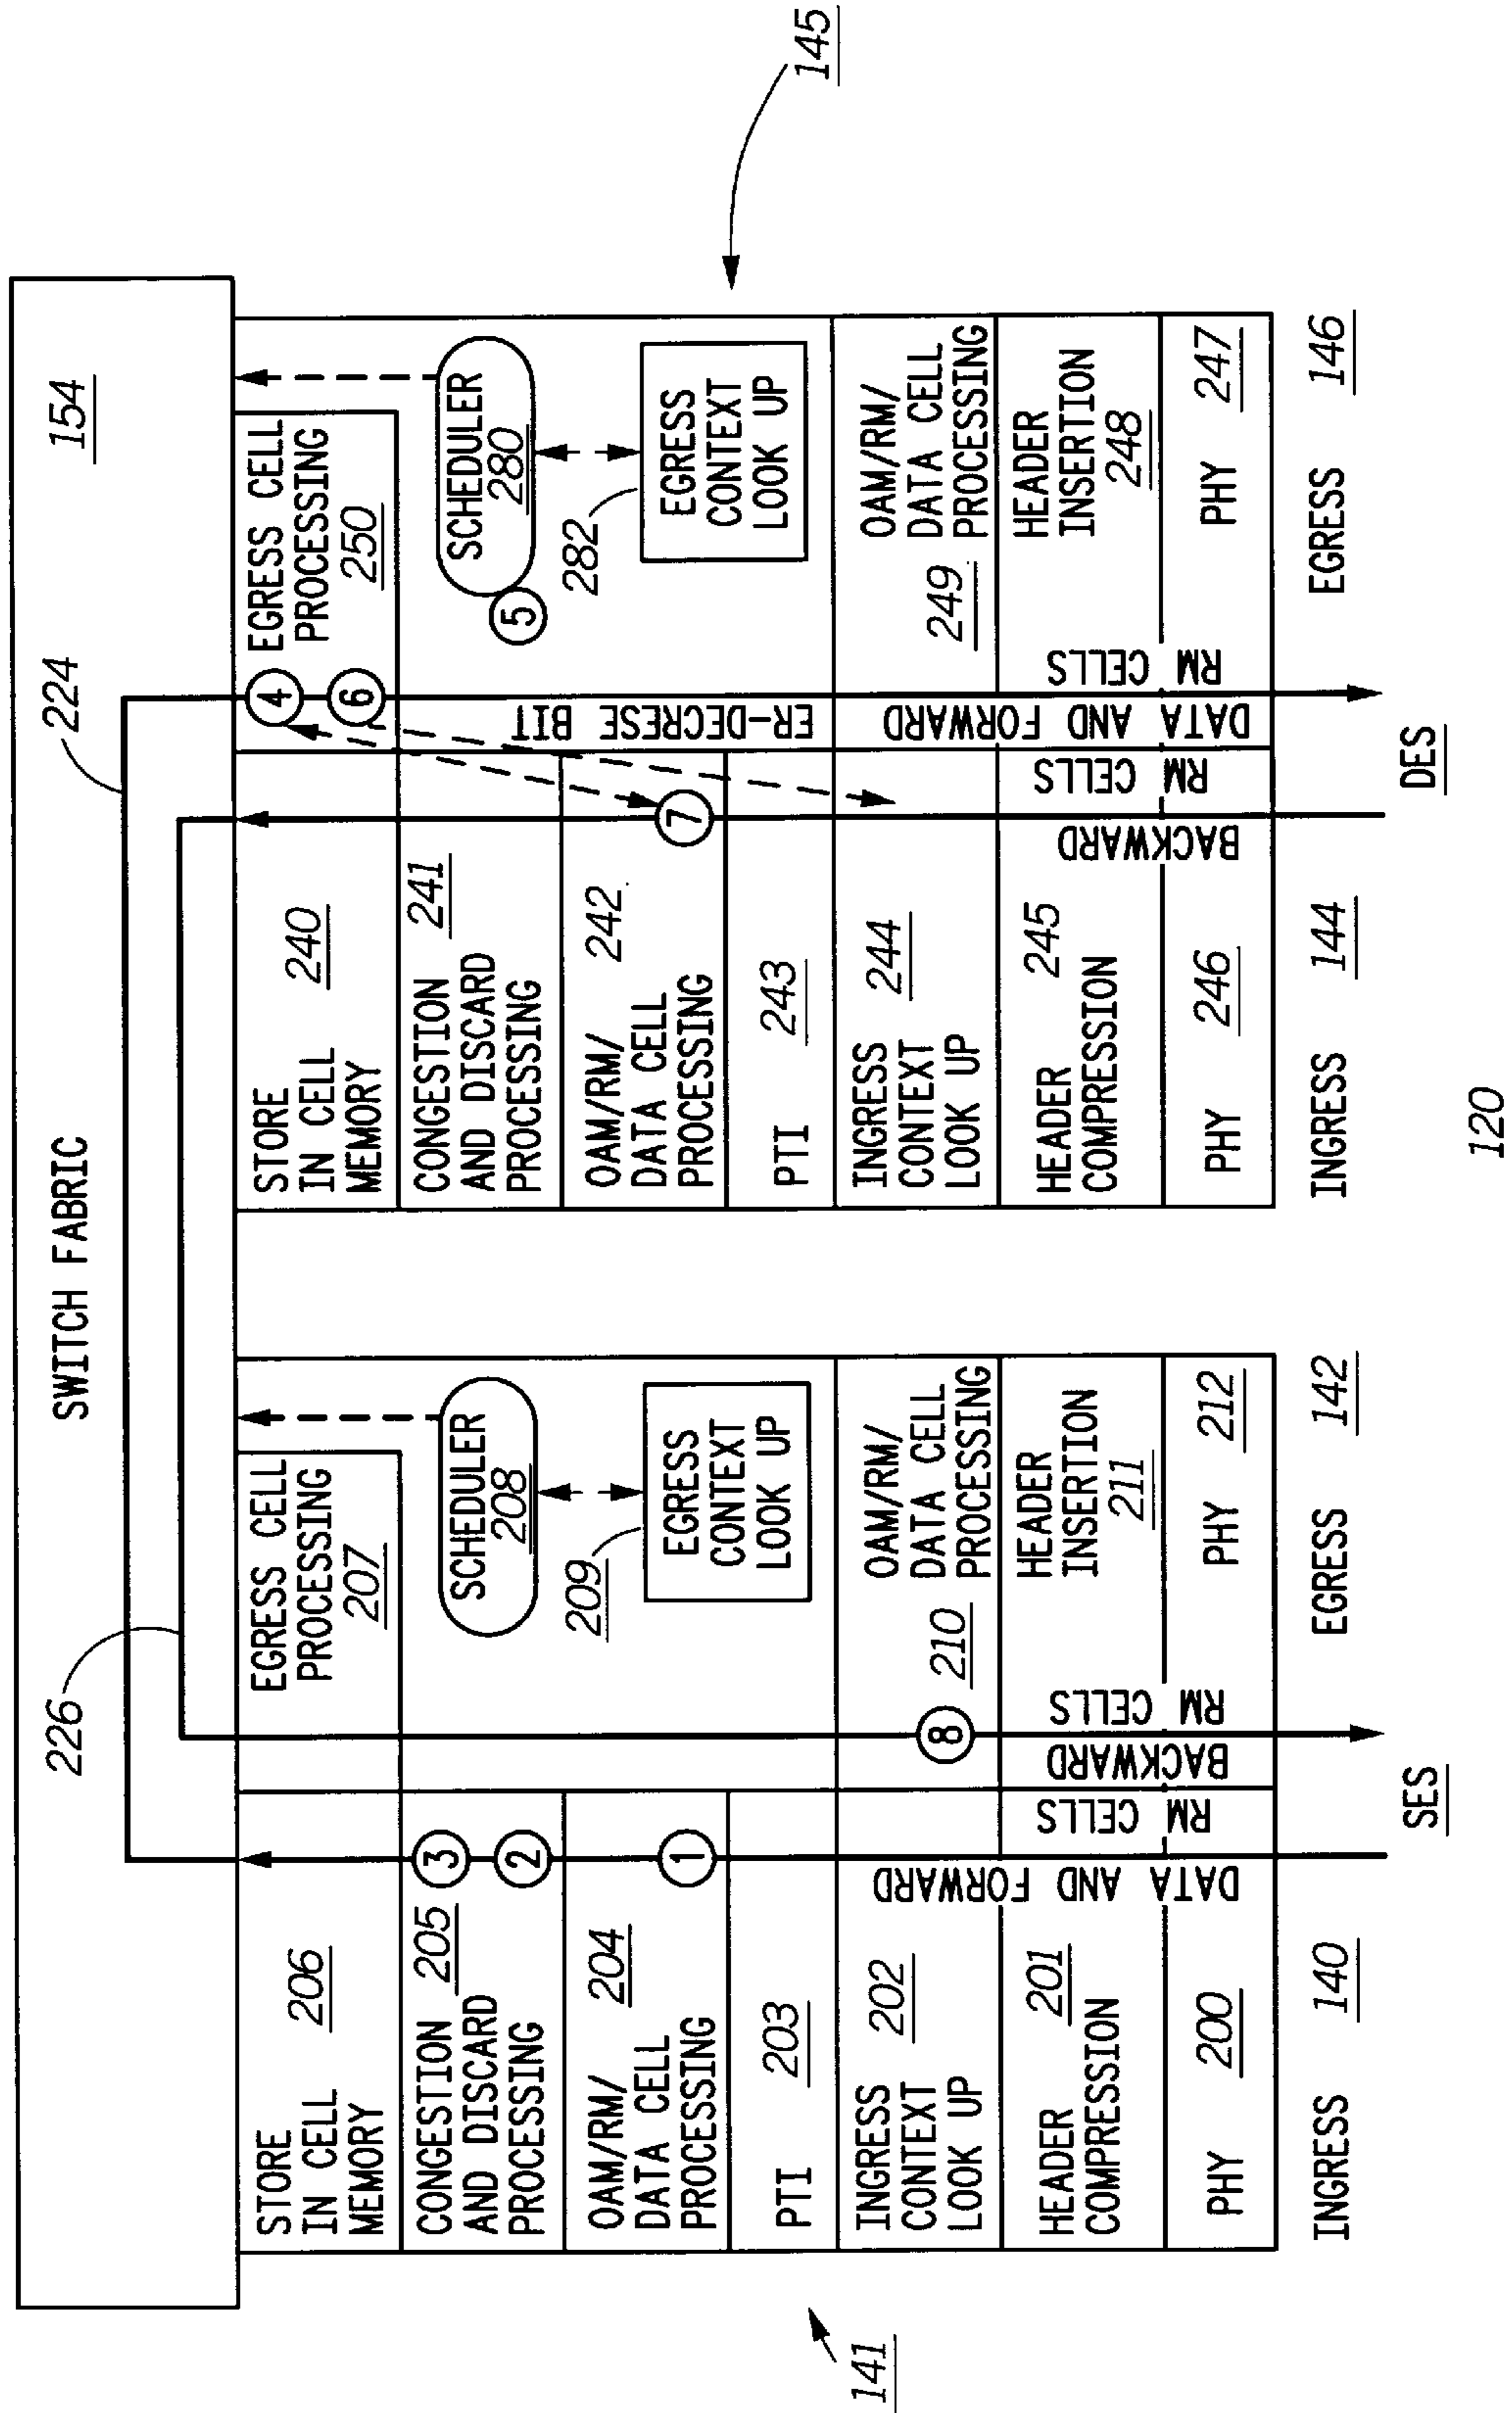 SWITCH FABRIC
154
224
226
STORE
IN CELL
MEMORY
206
CONGESTION
AND DISCARD
PROCESSING
205
3
2
OAM/RM/
DATA CELL
PROCESSING
204
1
PTI
203
INGRESS
CONTEXT
LOOK UP
202
HEADER
COMPRESSION
201
PHY
200
DATA AND FORWARD
RM CELLS
INGRESS
140
141
SES
EGRESS CELL
PROCESSING
207
SCHEDULER
208
209
EGRESS
CONTEXT
LOOK UP
OAM/RM/
DATA CELL
PROCESSING
210
8
HEADER
INSERTION
211
PHY
212
BACKWARD
RM CELLS
EGRESS
142
STORE
IN CELL
MEMORY
240
CONGESTION
AND DISCARD
PROCESSING
241
OAM/RM/
DATA CELL
PROCESSING
242
7
PTI
243
INGRESS
CONTEXT
LOOK UP
244
HEADER
COMPRESSION
245
PHY
246
BACKWARD
RM CELLS
INGRESS
144
DES
EGRESS CELL
PROCESSING
250
4
6
SCHEDULER
280
5
282
EGRESS
CONTEXT
LOOK UP
ER-DECRESE BIT
OAM/RM/
DATA CELL
PROCESSING
249
HEADER
INSERTION
248
PHY
247
DATA AND FORWARD
RM CELLS
EGRESS
146
145
120